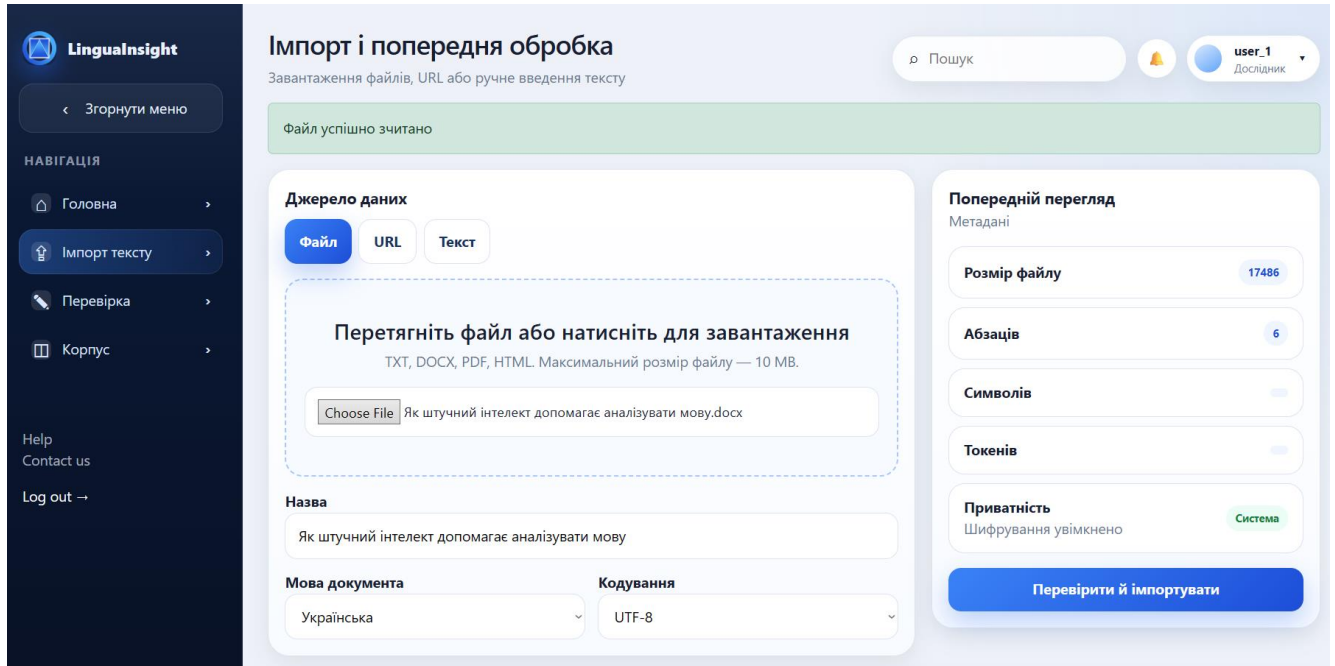 LinguaInsight
‹ Згорнути меню
НАВІГАЦІЯ
Головна ›
Імпорт тексту ›
Перевірка ›
Корпус ›
Help
Contact us
Log out →
Імпорт і попередня обробка
Завантаження файлів, URL або ручне введення тексту
Пошук
user_1
Дослідник
Файл успішно зчитано
Джерело даних
Файл URL Текст
Перетягніть файл або натисніть для завантаження
TXT, DOCX, PDF, HTML. Максимальний розмір файлу — 10 MB.
Choose File Як штучний інтелект допомагає аналізувати мову.docx
Назва
Як штучний інтелект допомагає аналізувати мову
Мова документа
Українська
Кодування
UTF-8
Попередній перегляд
Метадані
Розмір файлу 17486
Абзаців 6
Символів
Токенів
Приватність
Шифрування увімкнено
Система
Перевірити й імпортувати